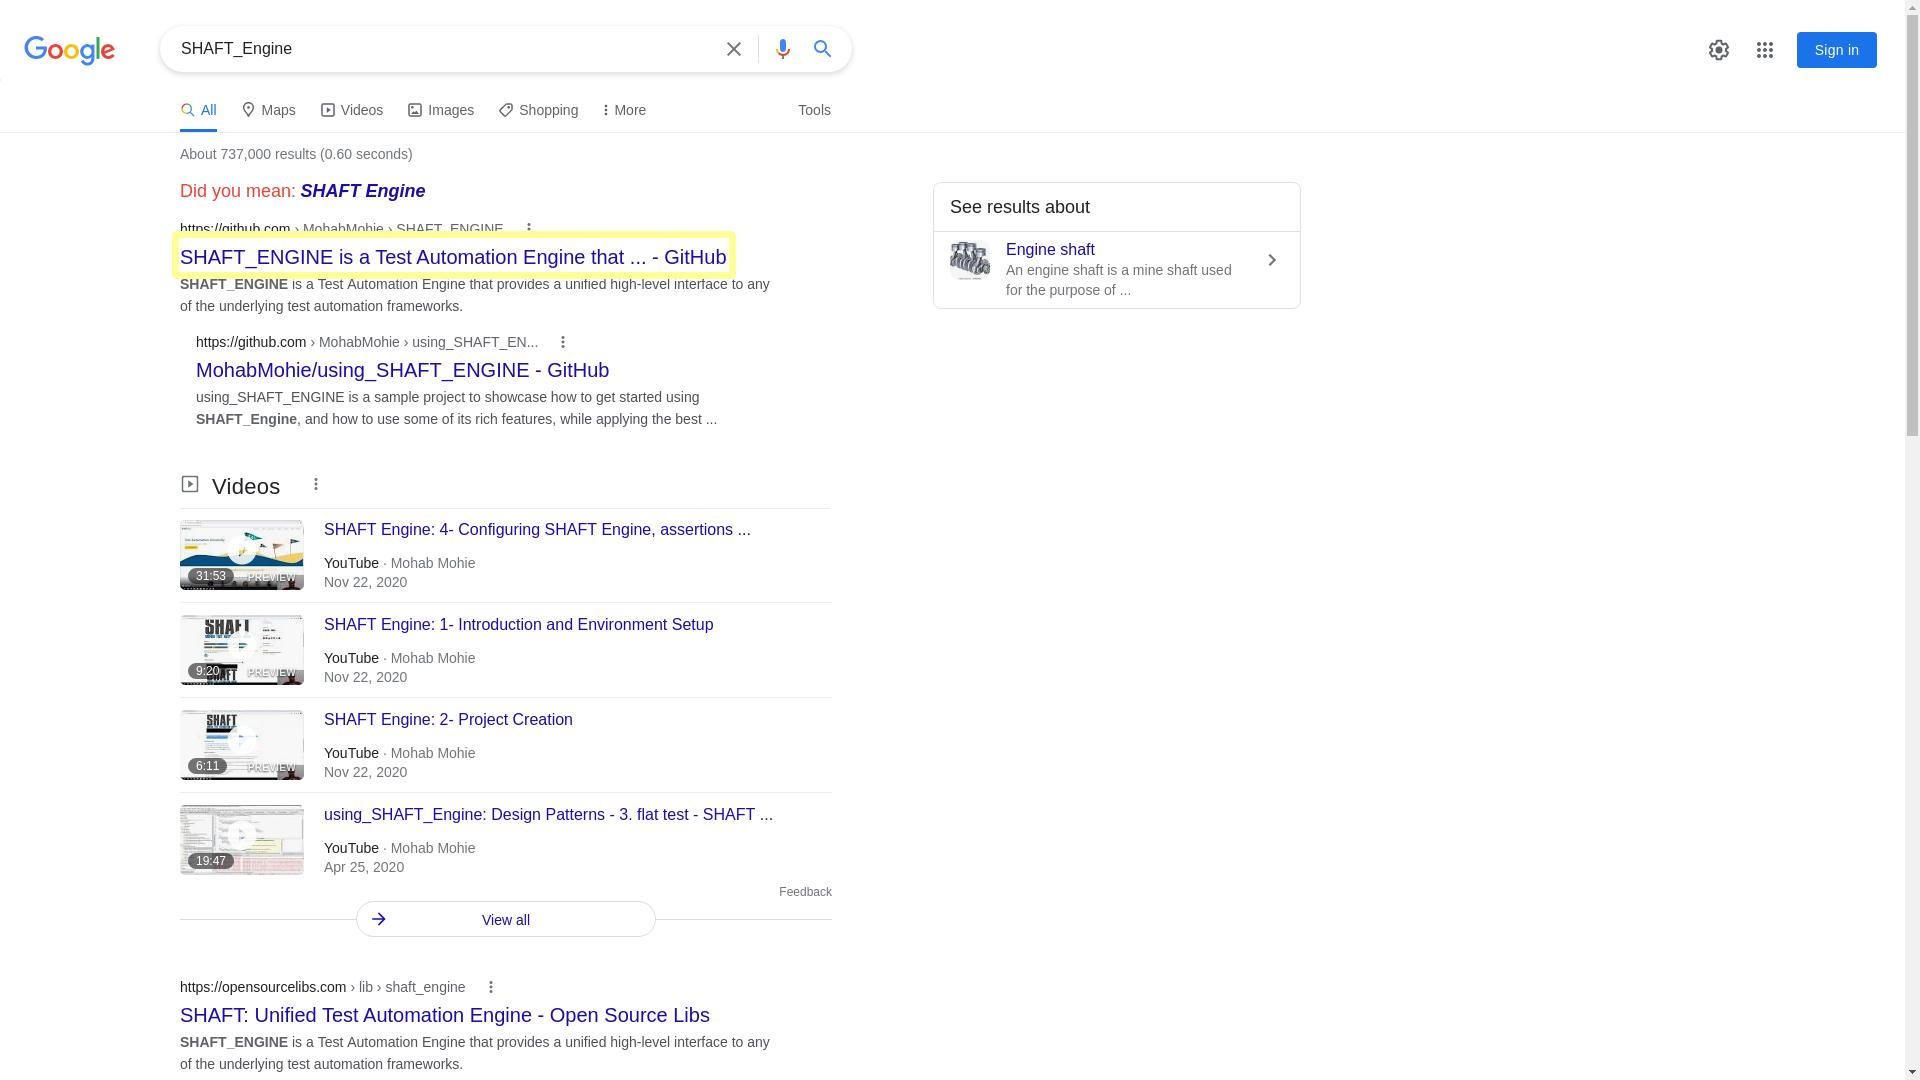 Google
SHAFT_Engine
Sign in
All
Maps
Videos
Images
Shopping
More
Tools
About 737,000 results (0.60 seconds)
Did you mean: SHAFT Engine
https://github.com › MohabMohie › SHAFT_ENGINE
SHAFT_ENGINE is a Test Automation Engine that ... - GitHub
SHAFT_ENGINE is a Test Automation Engine that provides a unified high-level interface to any
of the underlying test automation frameworks.
https://github.com › MohabMohie › using_SHAFT_EN...
MohabMohie/using_SHAFT_ENGINE - GitHub
using_SHAFT_ENGINE is a sample project to showcase how to get started using
SHAFT_Engine, and how to use some of its rich features, while applying the best ...
See results about
Engine shaft
An engine shaft is a mine shaft used
for the purpose of ...
Videos
31:53
PREVIEW
SHAFT Engine: 4- Configuring SHAFT Engine, assertions ...
YouTube · Mohab Mohie
Nov 22, 2020
SHAFT
9:20
PREVIEW
SHAFT
SHAFT Engine: 1- Introduction and Environment Setup
YouTube · Mohab Mohie
Nov 22, 2020
SHAFT
6:11
PREVIEW
SHAFT Engine: 2- Project Creation
YouTube · Mohab Mohie
Nov 22, 2020
19:47
using_SHAFT_Engine: Design Patterns - 3. flat test - SHAFT ...
YouTube · Mohab Mohie
Apr 25, 2020
Feedback
View all
https://opensourcelibs.com › lib › shaft_engine
SHAFT: Unified Test Automation Engine - Open Source Libs
SHAFT_ENGINE is a Test Automation Engine that provides a unified high-level interface to any
of the underlying test automation frameworks.